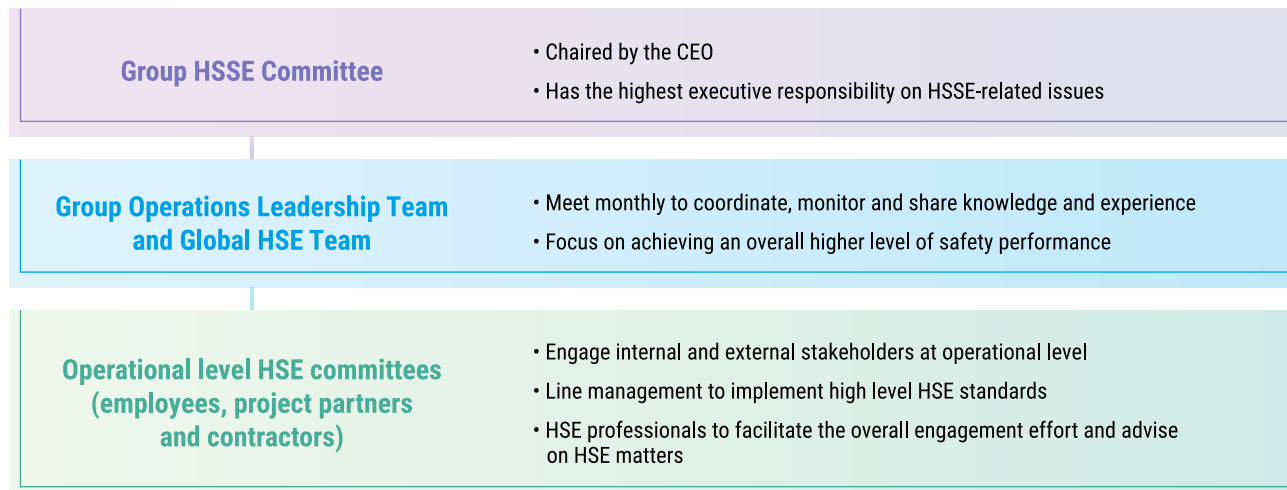 Group HSSE Committee
• Chaired by the CEO
• Has the highest executive responsibility on HSSE-related issues
Group Operations Leadership Team
and Global HSE Team
• Meet monthly to coordinate, monitor and share knowledge and experience
• Focus on achieving an overall higher level of safety performance
Operational level HSE committees
(employees, project partners
and contractors)
• Engage internal and external stakeholders at operational level
• Line management to implement high level HSE standards
• HSE professionals to facilitate the overall engagement effort and advise
on HSE matters